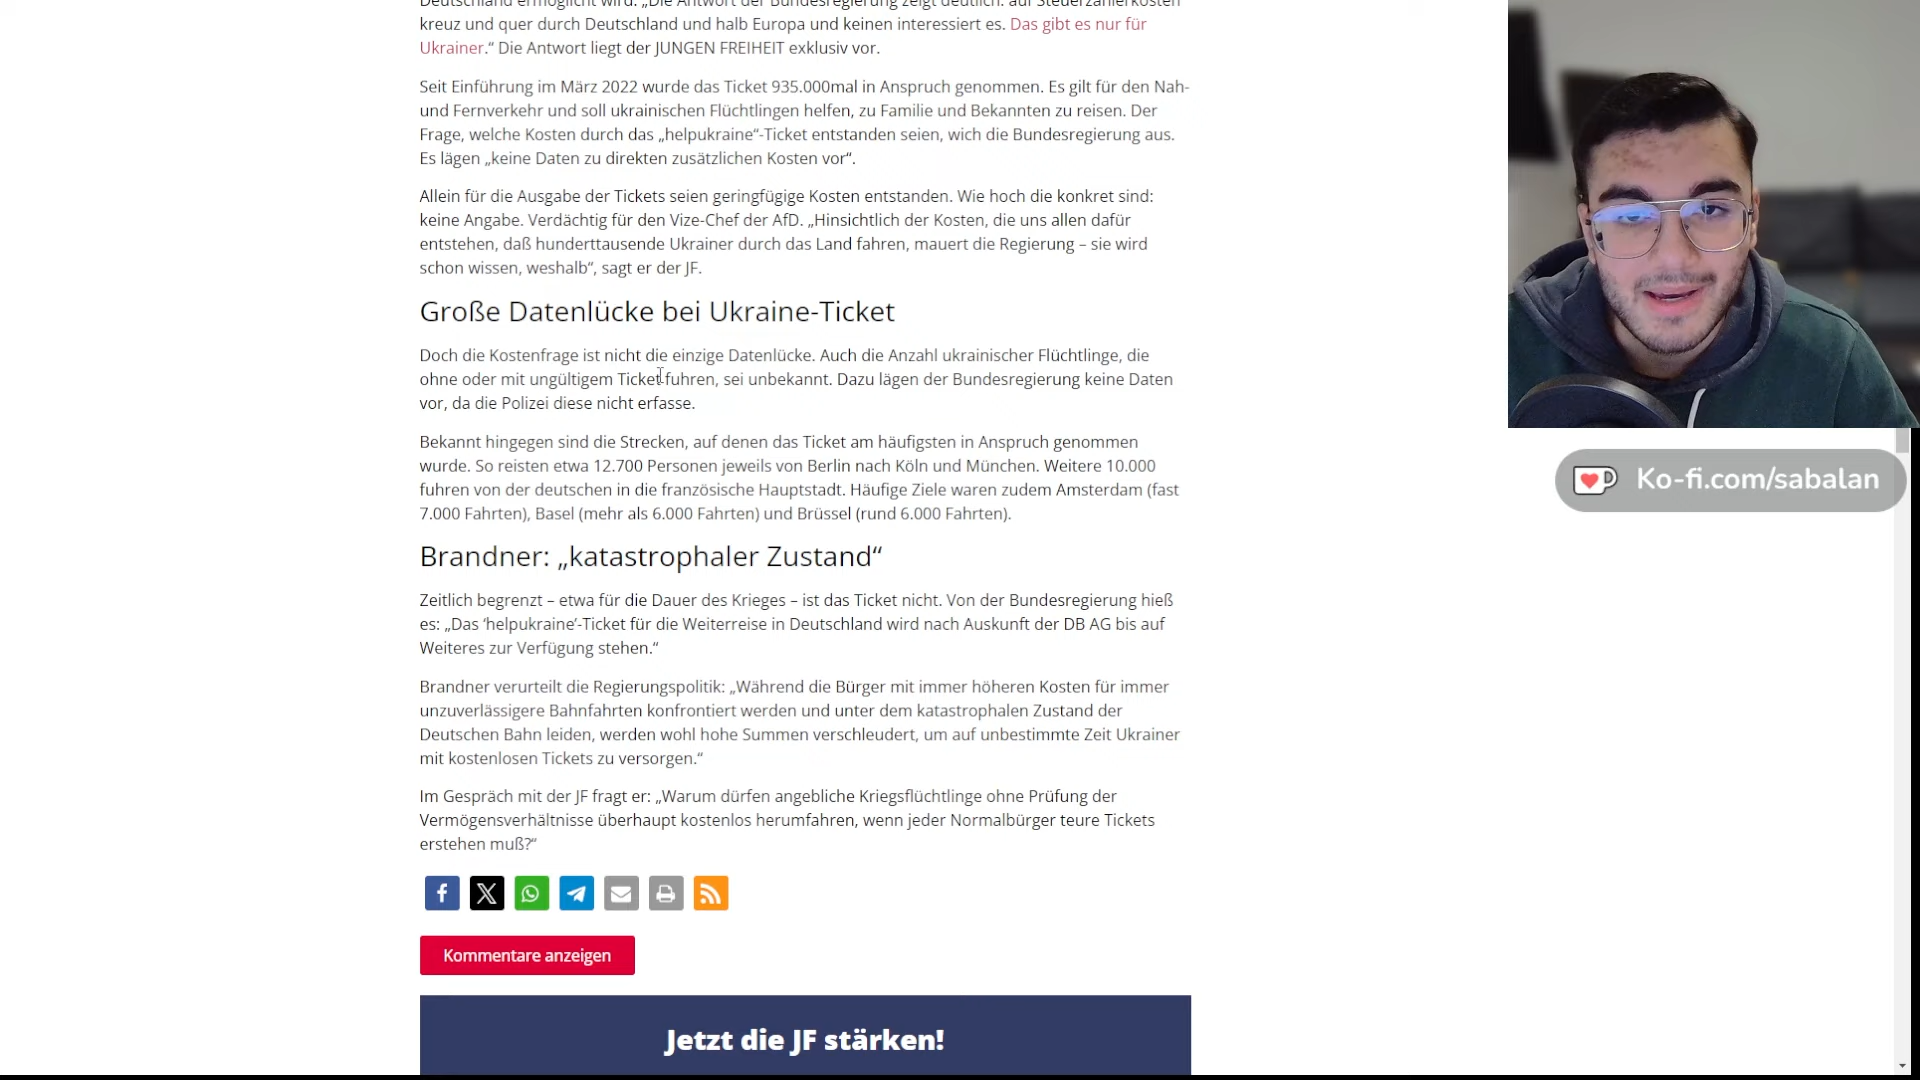 Deutschland ermöglicht wird. „Die Antwort der Bundesregierung zeigt deutlich: auf Steuerzahlerkosten
kreuz und quer durch Deutschland und halb Europa und keinen interessiert es. Das gibt es nur für
Ukrainer.“ Die Antwort liegt der JUNGEN FREIHEIT exklusiv vor.
Seit Einführung im März 2022 wurde das Ticket 935.000mal in Anspruch genommen. Es gilt für den Nah-
und Fernverkehr und soll ukrainischen Flüchtlingen helfen, zu Familie und Bekannten zu reisen. Der
Frage, welche Kosten durch das „helpukraine“-Ticket entstanden seien, wich die Bundesregierung aus.
Es lägen „keine Daten zu direkten zusätzlichen Kosten vor“.
Allein für die Ausgabe der Tickets seien geringfügige Kosten entstanden. Wie hoch die konkret sind:
keine Angabe. Verdächtig für den Vize-Chef der AfD. „Hinsichtlich der Kosten, die uns allen dafür
entstehen, daß hunderttausende Ukrainer durch das Land fahren, mauert die Regierung – sie wird
schon wissen, weshalb“, sagt er der JF.
Große Datenlücke bei Ukraine-Ticket
Doch die Kostenfrage ist nicht die einzige Datenlücke. Auch die Anzahl ukrainischer Flüchtlinge, die
ohne oder mit ungültigem Ticket fuhren, sei unbekannt. Dazu lägen der Bundesregierung keine Daten
vor, da die Polizei diese nicht erfasse.
Bekannt hingegen sind die Strecken, auf denen das Ticket am häufigsten in Anspruch genommen
wurde. So reisten etwa 12.700 Personen jeweils von Berlin nach Köln und München. Weitere 10.000
fuhren von der deutschen in die französische Hauptstadt. Häufige Ziele waren zudem Amsterdam (fast
7.000 Fahrten), Basel (mehr als 6.000 Fahrten) und Brüssel (rund 6.000 Fahrten).
Brandner: „katastrophaler Zustand“
Zeitlich begrenzt – etwa für die Dauer des Krieges – ist das Ticket nicht. Von der Bundesregierung hieß
es: „Das ‘helpukraine’-Ticket für die Weiterreise in Deutschland wird nach Auskunft der DB AG bis auf
Weiteres zur Verfügung stehen.“
Brandner verurteilt die Regierungspolitik: „Während die Bürger mit immer höheren Kosten für immer
unzuverlässigere Bahnfahrten konfrontiert werden und unter dem katastrophalen Zustand der
Deutschen Bahn leiden, werden wohl hohe Summen verschleudert, um auf unbestimmte Zeit Ukrainer
mit kostenlosen Tickets zu versorgen.“
Im Gespräch mit der JF fragt er: „Warum dürfen angebliche Kriegsflüchtlinge ohne Prüfung der
Vermögensverhältnisse überhaupt kostenlos herumfahren, wenn jeder Normalbürger teure Tickets
erstehen muß?“
Kommentare anzeigen
Jetzt die JF stärken!
Ko-fi.com/sabalan